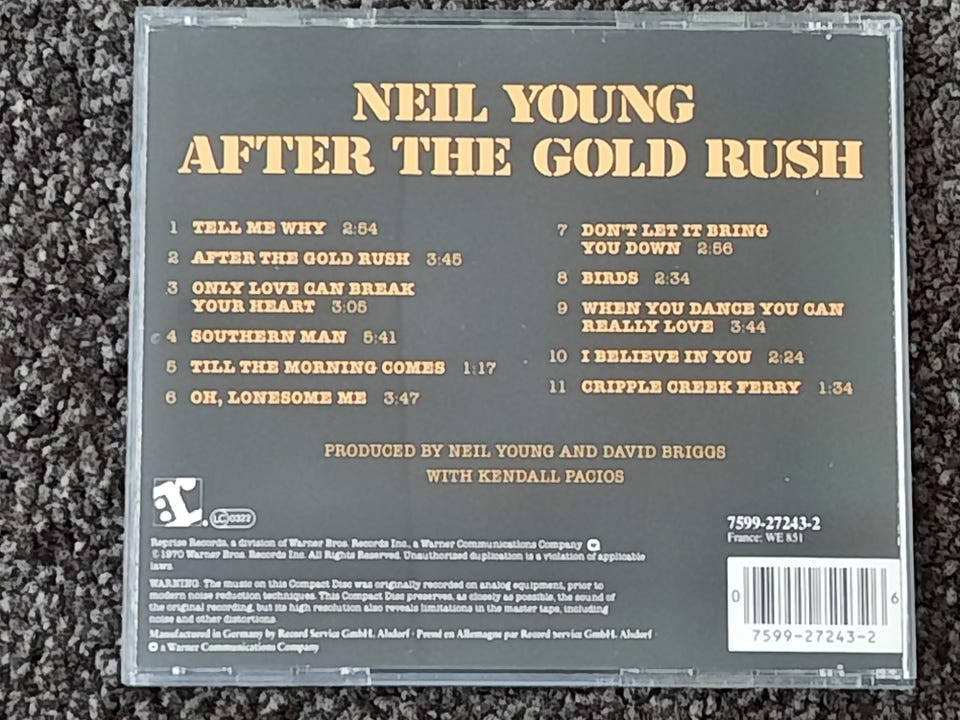 NEIL YOUNG
AFTER THE GOLD RUSH
1 TELL ME WHY 2:54
2 AFTER THE GOLD RUSH 3:45
3 ONLY LOVE CAN BREAK
YOUR HEART 3:05
4 SOUTHERN MAN 5:41
5 TILL THE MORNING COMES 1:17
6 OH, LONESOME ME 3:47
7 DON'T LET IT BRING
YOU DOWN 2:56
8 BIRDS 2:34
9 WHEN YOU DANCE YOU CAN
REALLY LOVE 3:44
10 I BELIEVE IN YOU 2:24
11 CRIPPLE CREEK FERRY 1:34
PRODUCED BY NEIL YOUNG AND DAVID BRIGGS
WITH KENDALL PACIOS
LC 0322
Reprise Records, a division of Warner Bros. Records Inc., a Warner Communications Company
℗1970 Warner Bros. Records Inc. All Rights Reserved. Unauthorized duplication is a violation of applicable
laws.
WARNING: The music on this Compact Disc was originally recorded on analog equipment, prior to
modern noise reduction techniques. This Compact Disc preserves, as closely as possible, the sound of
the original recording, but its high resolution also reveals limitations in the master tape, including
noise and other distortions.
Manufactured in Germany by Record Service GmbH. Alsdorf · Pressé en Allemagne par Record Service GmbH. Alsdorf
a Warner Communications Company
7599-27243-2
France: WE 851
0 6
7599-27243-2